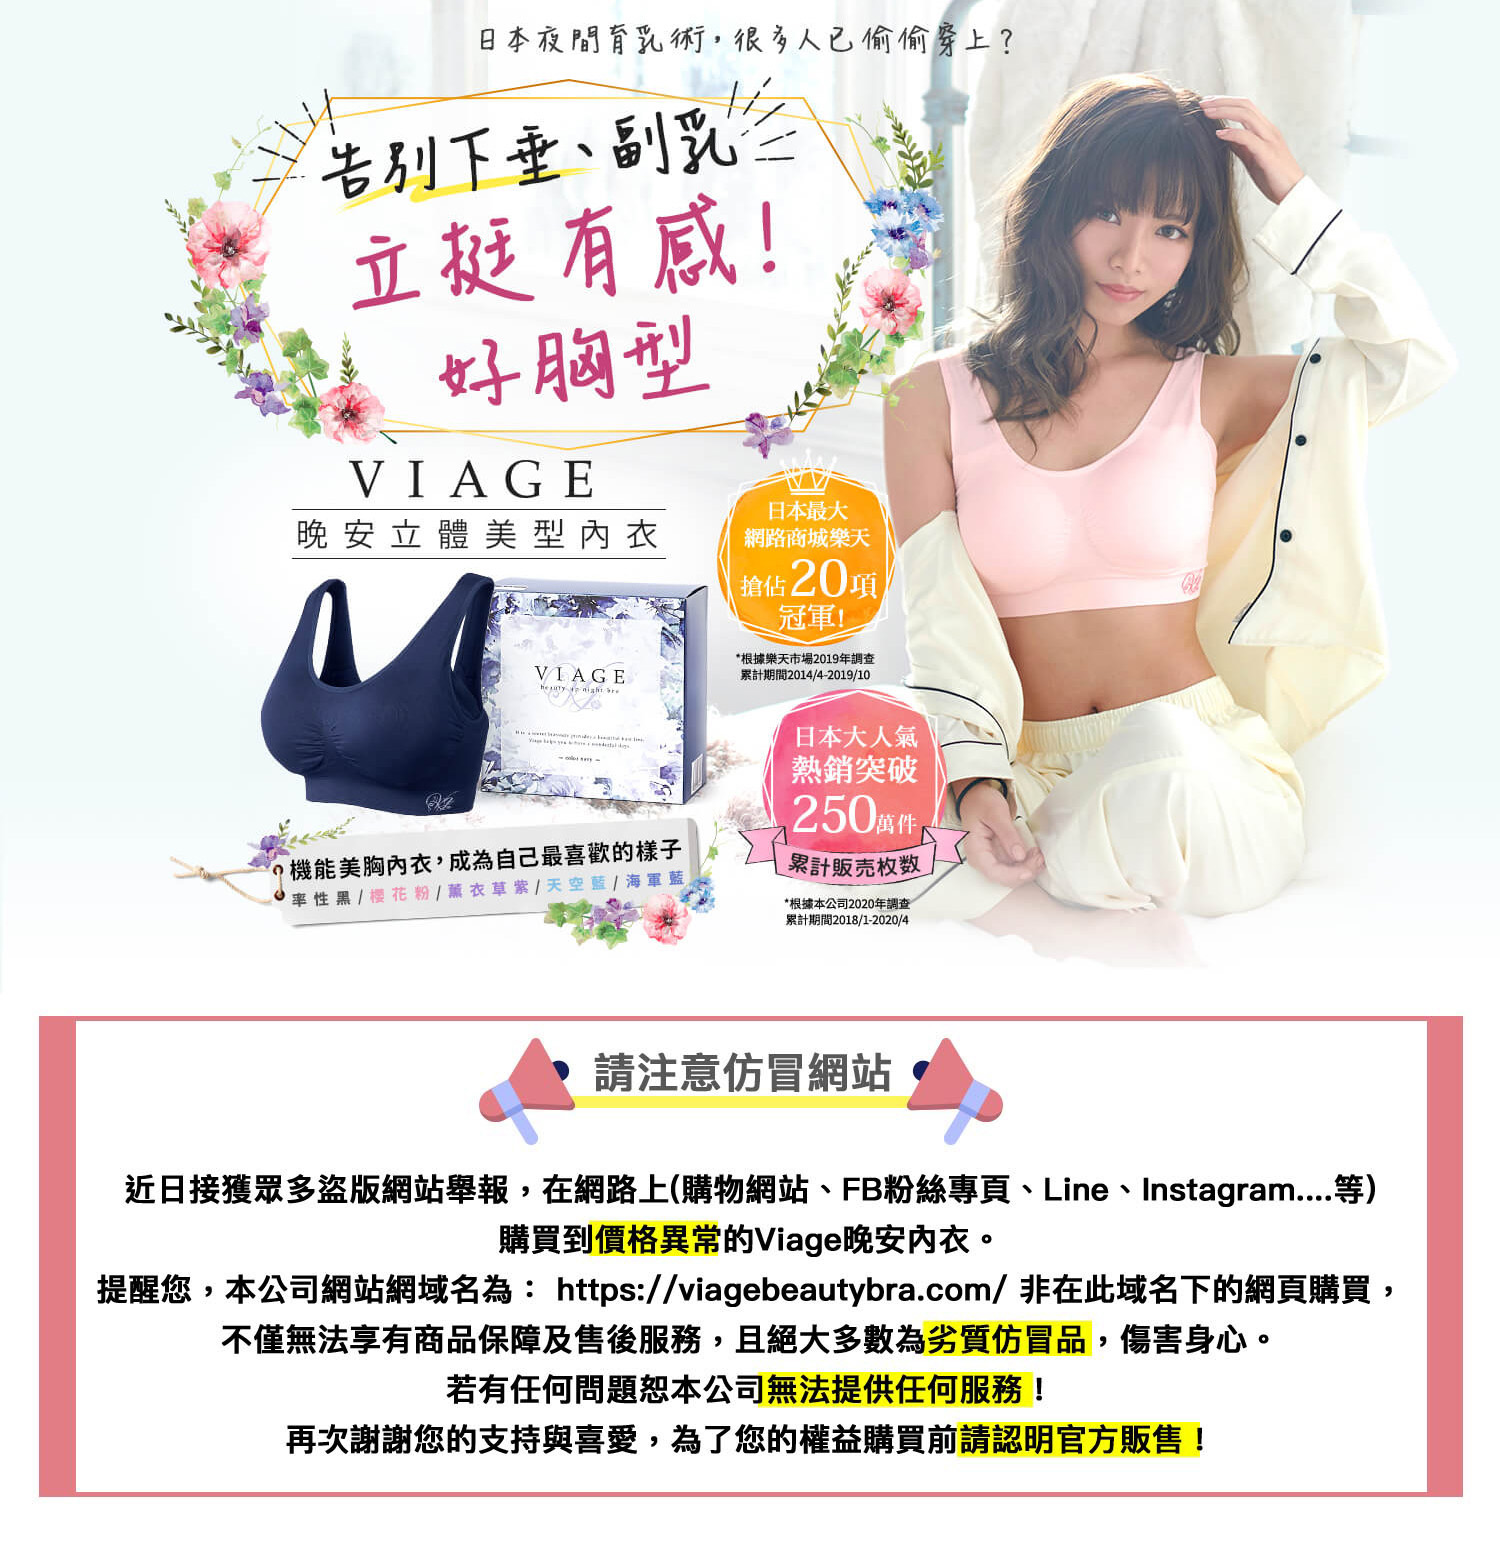 日本夜間育乳術，很多人已偷偷穿上？
告別下垂、副乳
立挺有感！
好胸型
VIAGE
晚安立體美型內衣
日本最大
網路商城樂天
搶佔20項
冠軍!
*根據樂天市場2019年調查
累計期間2014/4-2019/10
VIAGE
beauty up night bra
— color navy —
日本大人氣
熱銷突破
250萬件
累計販売枚数
*根據本公司2020年調查
累計期間2018/1-2020/4
機能美胸內衣，成為自己最喜歡的樣子
率性黑/櫻花粉/薰衣草紫/天空藍/海軍藍
請注意仿冒網站
近日接獲眾多盜版網站舉報，在網路上(購物網站、FB粉絲專頁、Line、Instagram....等)
購買到價格異常的Viage晚安內衣。
提醒您，本公司網站網域名為： https://viagebeautybra.com/ 非在此域名下的網頁購買，
不僅無法享有商品保障及售後服務，且絕大多數為劣質仿冒品，傷害身心。
若有任何問題恕本公司無法提供任何服務！
再次謝謝您的支持與喜愛，為了您的權益購買前請認明官方販售！